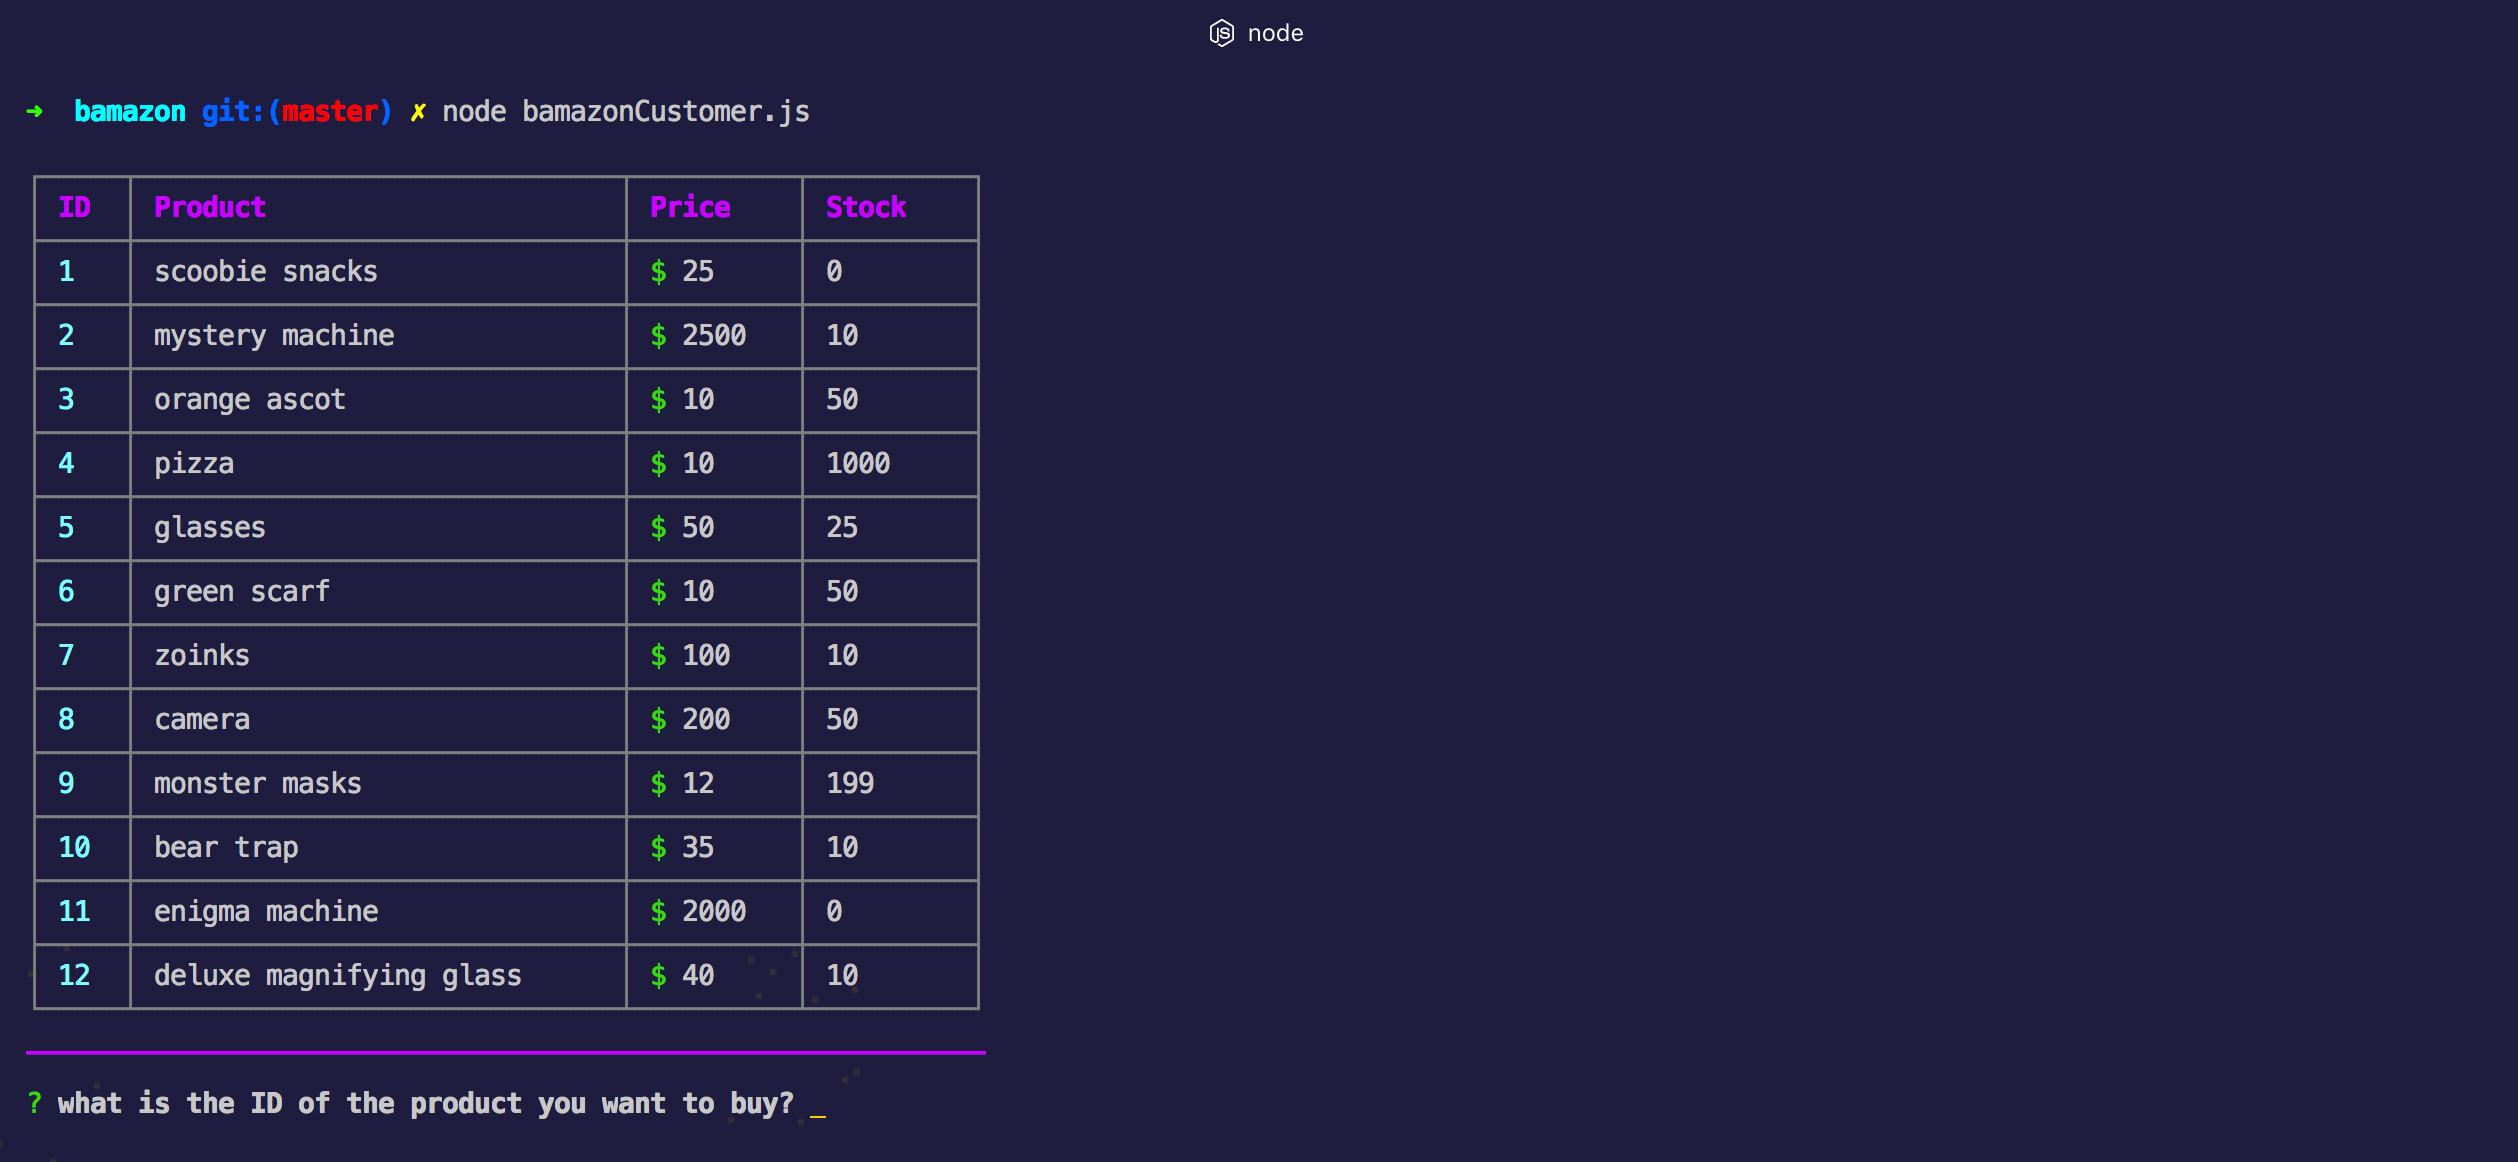 node
➜ bamazon git:(master) ✗ node bamazonCustomer.js
ID Product Price Stock
1 scoobie snacks $ 25 0
2 mystery machine $ 2500 10
3 orange ascot $ 10 50
4 pizza $ 10 1000
5 glasses $ 50 25
6 green scarf $ 10 50
7 zoinks $ 100 10
8 camera $ 200 50
9 monster masks $ 12 199
10 bear trap $ 35 10
11 enigma machine $ 2000 0
12 deluxe magnifying glass $ 40 10
? what is the ID of the product you want to buy? _